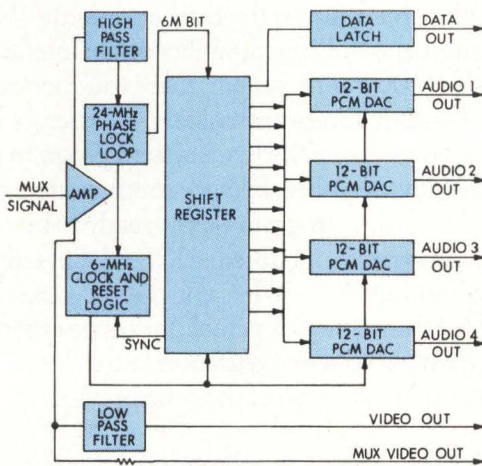 HIGH
PASS
FILTER
6M BIT
DATA
LATCH
DATA
OUT
24-MHz
PHASE
LOCK
LOOP
12-BIT
PCM DAC
AUDIO 1
OUT
MUX
SIGNAL
AMP
SHIFT
REGISTER
12-BIT
PCM DAC
AUDIO 2
OUT
6-MHz
CLOCK AND
RESET
LOGIC
12-BIT
PCM DAC
AUDIO 3
OUT
SYNC
12-BIT
PCM DAC
AUDIO 4
OUT
LOW
PASS
FILTER
VIDEO OUT
MUX VIDEO OUT